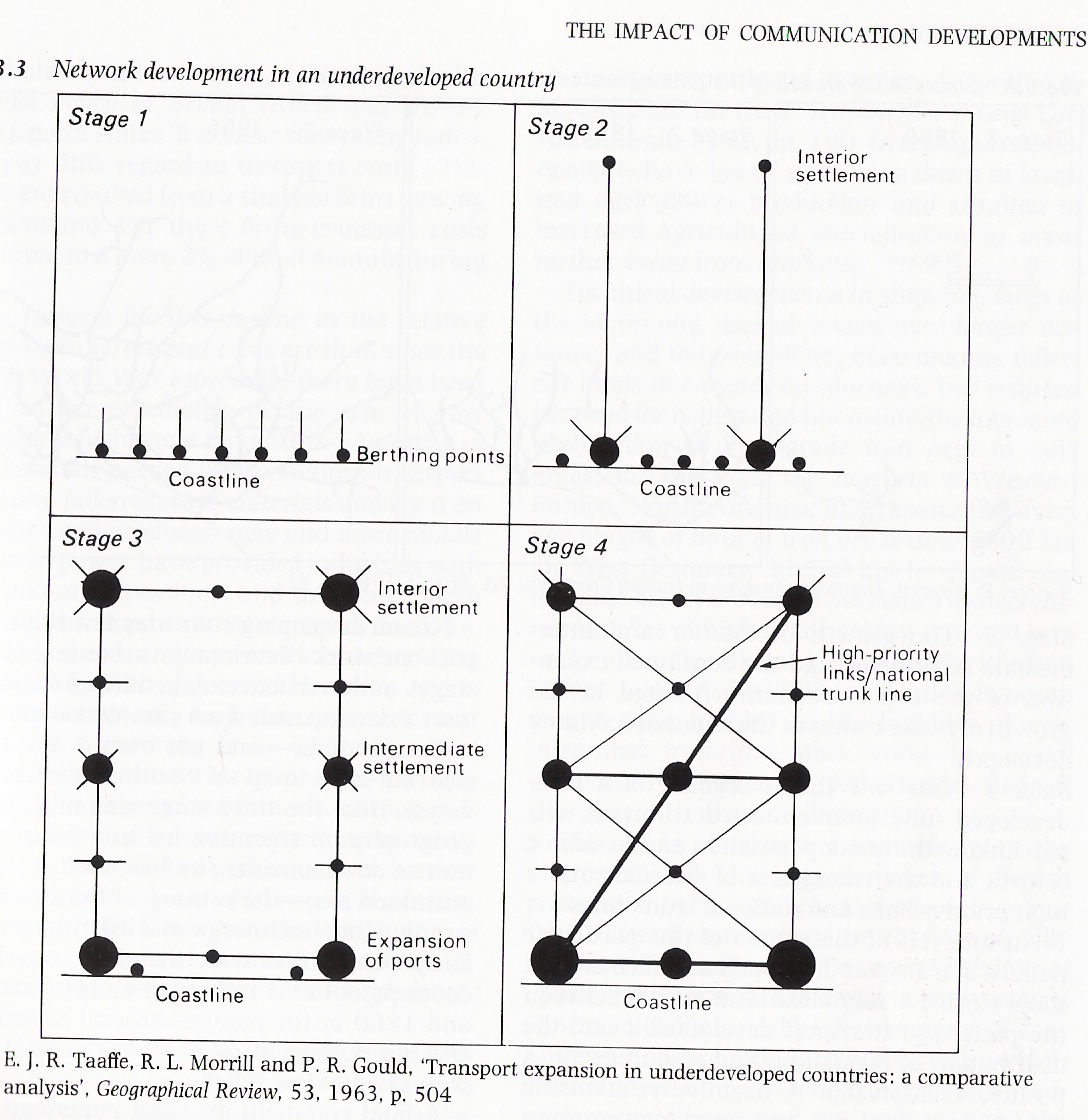 THE IMPACT OF COMMUNICATION DEVELOPMENTS
3.3 Network development in an underdeveloped country
Stage 1
Berthing points
Coastline
Stage 2
Interior
settlement
Coastline
Stage 3
Interior
settlement
Intermediate
settlement
Expansion
of ports
Coastline
Stage 4
High-priority
links/national
trunk line
Coastline
E. J. R. Taaffe, R. L. Morrill and P. R. Gould, 'Transport expansion in underdeveloped countries: a comparative
analysis', Geographical Review, 53, 1963, p. 504